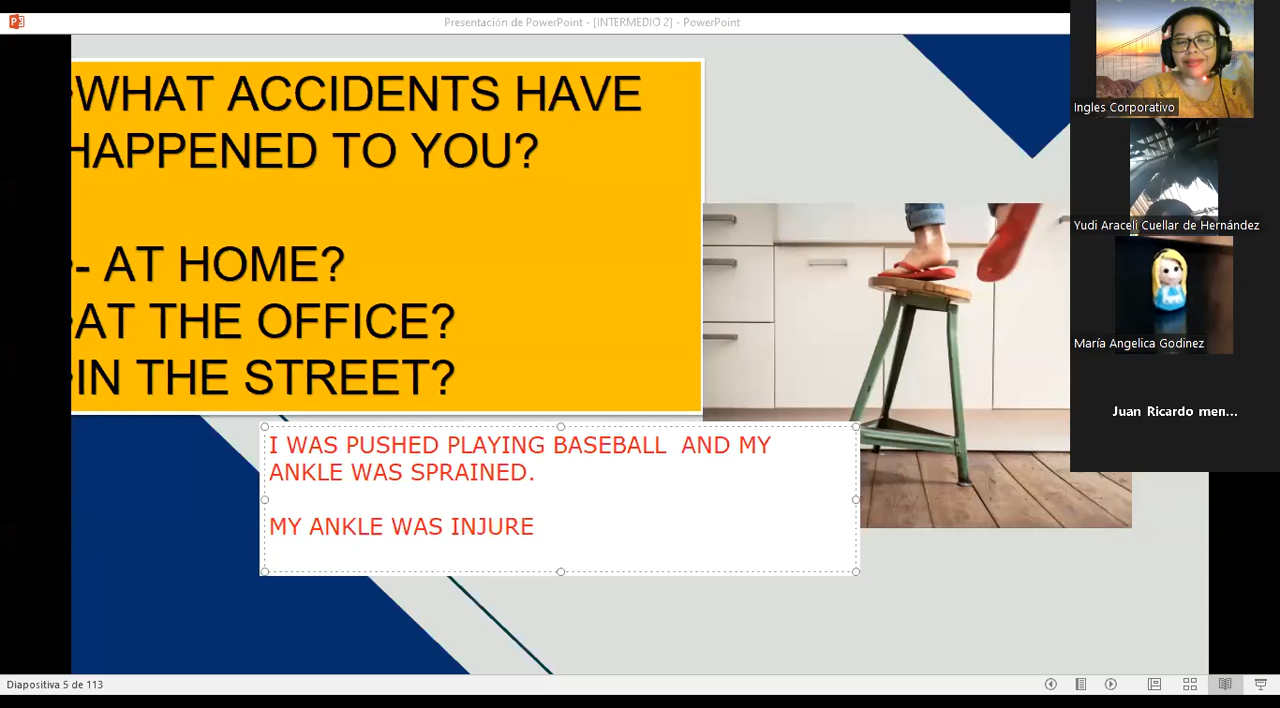 Presentación de PowerPoint - [INTERMEDIO 2] - PowerPoint
WHAT ACCIDENTS HAVE
HAPPENED TO YOU?
- AT HOME?
AT THE OFFICE?
IN THE STREET?
I WAS PUSHED PLAYING BASEBALL AND MY
ANKLE WAS SPRAINED.
MY ANKLE WAS INJURE
Ingles Corporativo
Yudi Araceli Cuellar de Hernández
María Angelica Godinez
Juan Ricardo men...
Diapositiva 5 de 113